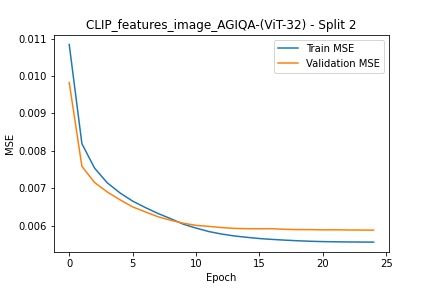 CLIP_features_image_AGIQA-(ViT-32) - Split 2
Train MSE
Validation MSE
MSE
0.011
0.010
0.009
0.008
0.007
0.006
0 5 10 15 20 25
Epoch